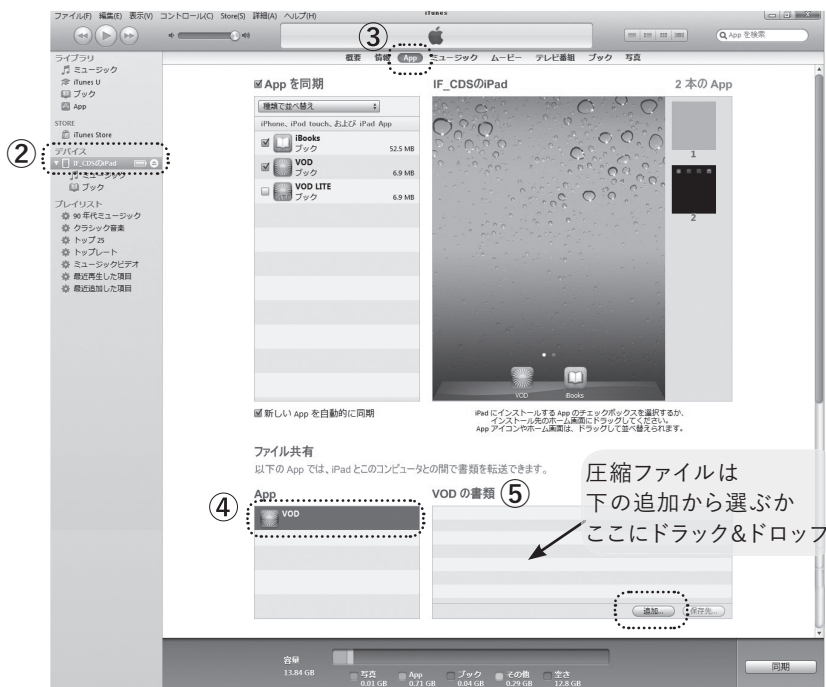 ファイル(F) 編集(E) 表示(V) コントロール(C) Store(S) 詳細(A) ヘルプ(H)
iTunes
App を検索
③
概要 情報 App ミュージック ムービー テレビ番組 ブック 写真
ライブラリ
ミュージック
iTunes U
ブック
App
STORE
iTunes Store
②
デバイス
IF_CDSのiPad
ミュージック
ブック
プレイリスト
90 年代ミュージック
クラシック音楽
トップ 25
トップレート
ミュージックビデオ
最近再生した項目
最近追加した項目
App を同期
種類で並べ替え
iPhone、iPod touch、および iPad App
iBooks
ブック 52.5 MB
VOD
ブック 6.9 MB
VOD LITE
ブック 6.9 MB
新しい App を自動的に同期
IF_CDSのiPad 2 本の App
1
2
VOD iBooks
iPad にインストールする App のチェックボックスを選択するか、
インストール先のホーム画面にドラッグしてください。
App アイコンやホーム画面は、ドラッグして並べ替えられます。
ファイル共有
以下の App では、iPad とこのコンピュータとの間で書類を転送できます。
④
App
VOD
VOD の書類 ⑤
圧縮ファイルは
下の追加から選ぶか
ここにドラック&ドロップ
追加... 保存先...
容量
13.84 GB
写真
0.01 GB
App
0.71 GB
ブック
0.04 GB
その他
0.29 GB
空き
12.8 GB
同期